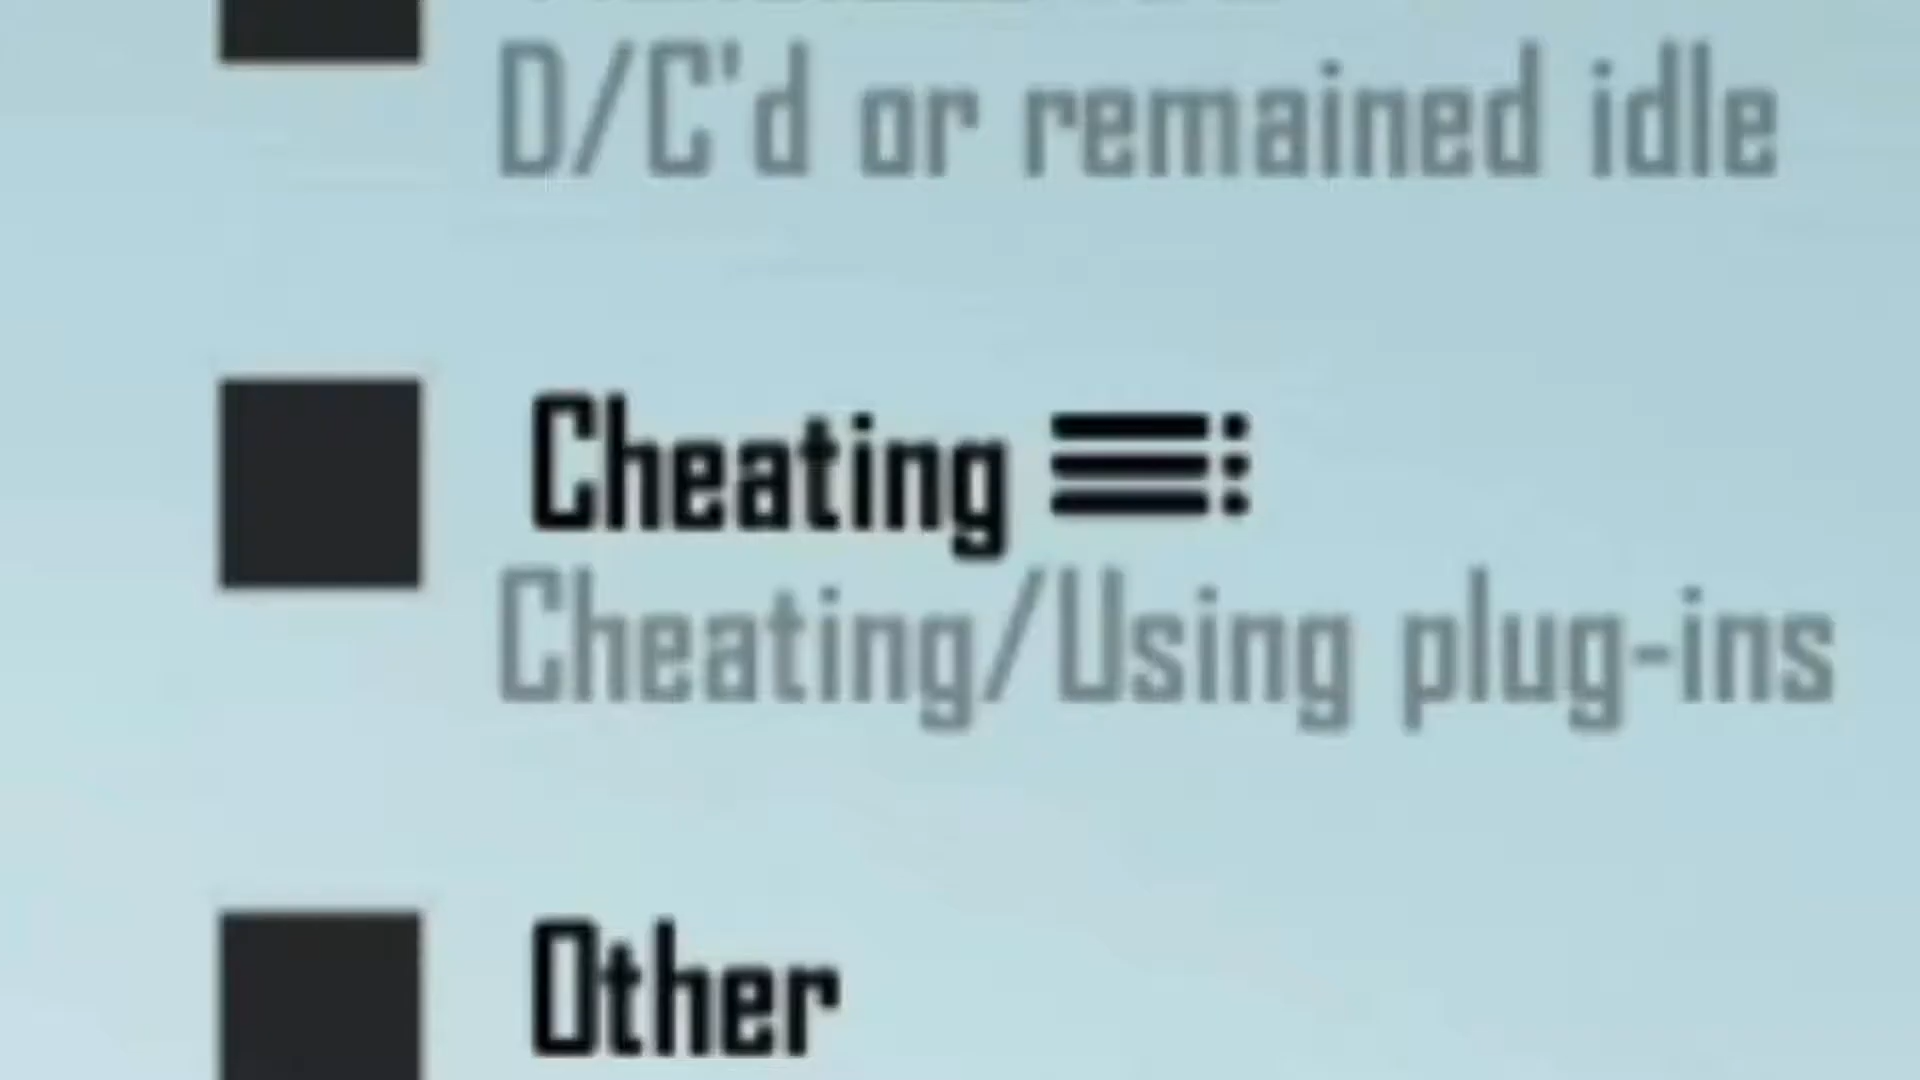 D/C'd or remained idle
Cheating
Cheating/Using plug-ins
Other